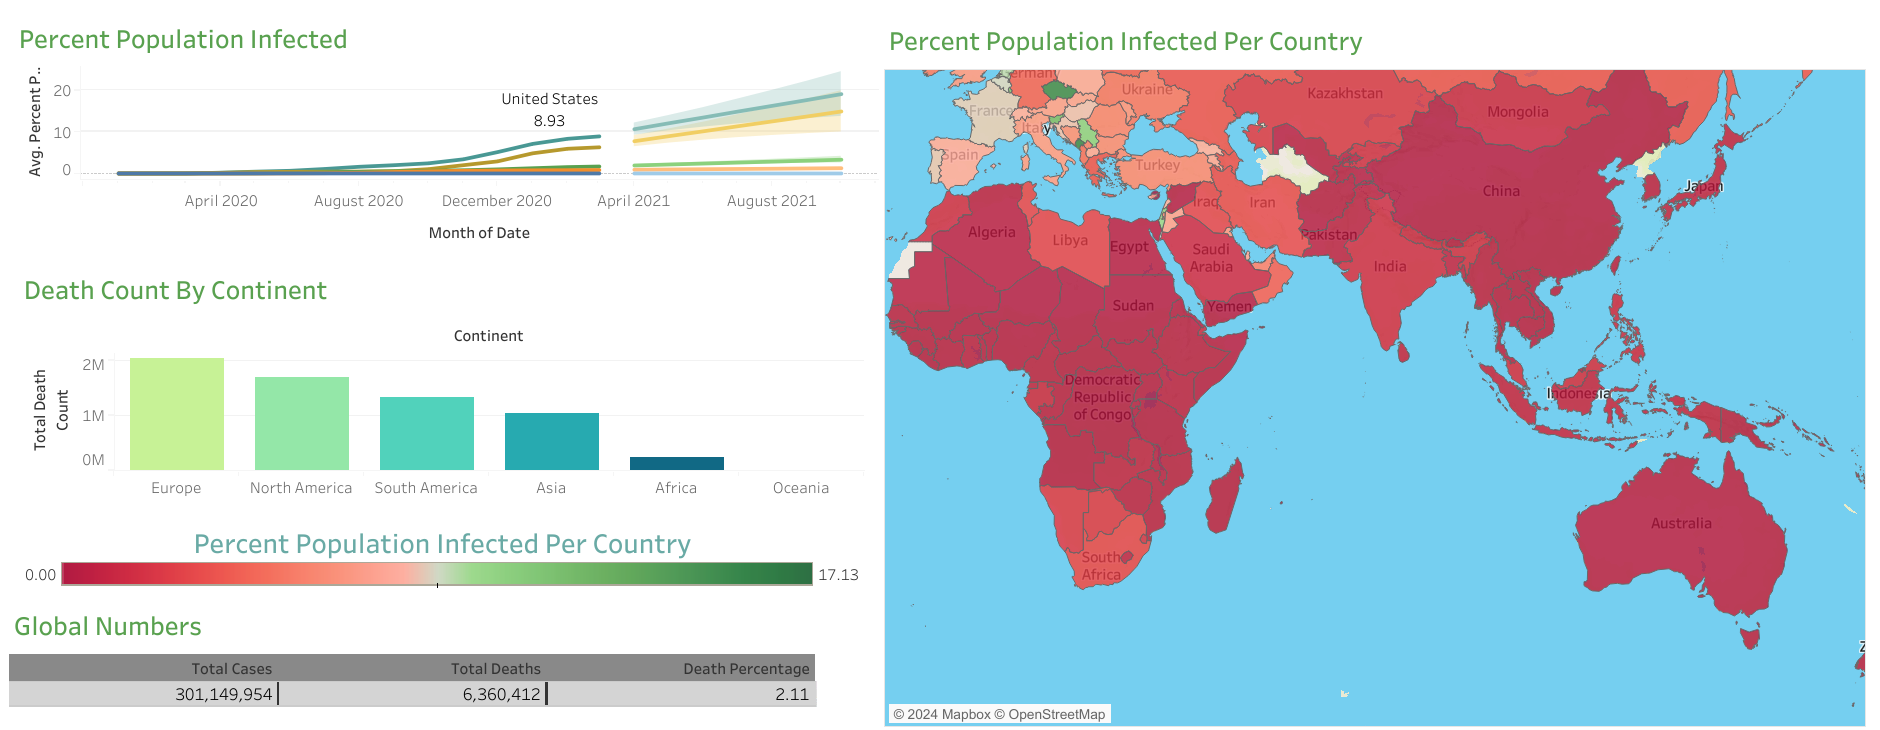 Percent Population Infected
Avg. Percent P..
20
10
0
United States
8.93
April 2020
August 2020
December 2020
April 2021
August 2021
Month of Date
Death Count By Continent
Continent
Total Death
Count
2M
1M
0M
Europe
North America
South America
Asia
Africa
Oceania
Percent Population Infected Per Country
0.00
17.13
Global Numbers
Total Cases
Total Deaths
Death Percentage
301,149,954
6,360,412
2.11
Percent Population Infected Per Country
ermany
Ukraine
Kazakhstan
Mongolia
France
Italy
Spain
Turkey
China
Japan
Iraq
Iran
Algeria
Libya
Egypt
Pakistan
Saudi
Arabia
India
Sudan
Yemen
Democratic
Republic
of Congo
Indonesia
Australia
South
Africa
Z
© 2024 Mapbox © OpenStreetMap